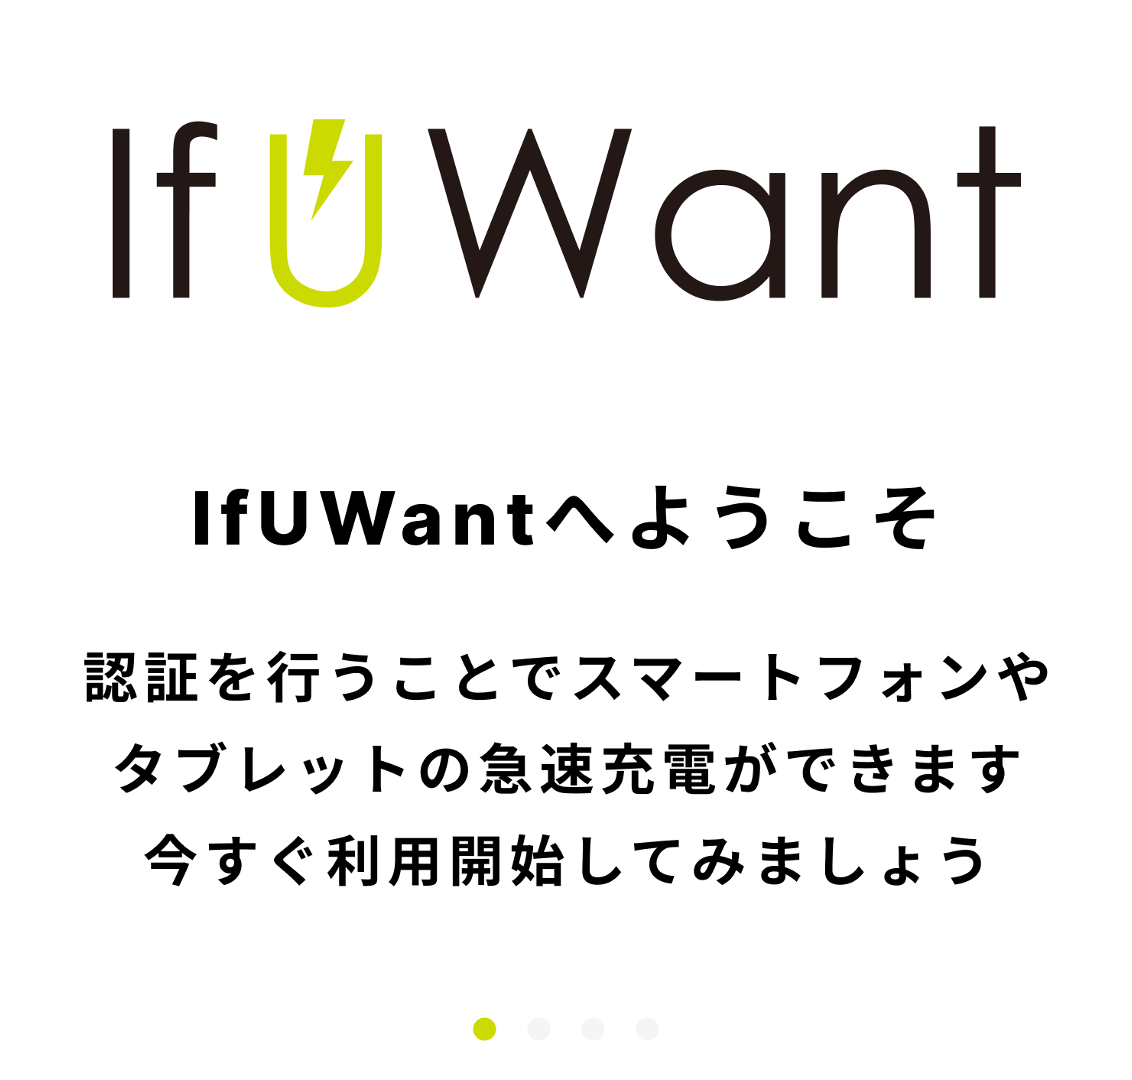 If U Want
IfUWantへようこそ
認証を行うことでスマートフォンや
タブレットの急速充電ができます
今すぐ利用開始してみましょう